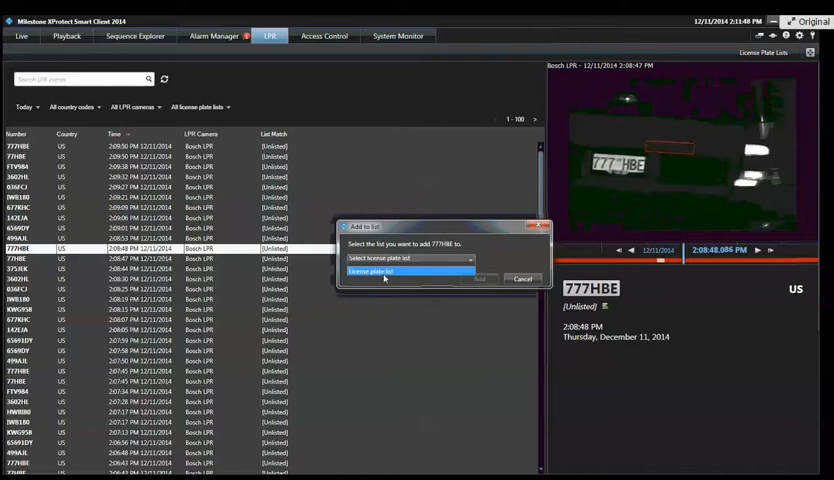 Milestone XProtect Smart Client 2014
12/11/2014 2:11:48 PM
Original
Live Playback Sequence Explorer Alarm Manager LPR Access Control System Monitor
License Plate Lists
Search LPR events
Today All country codes All LPR cameras All license plate lists
1 - 100
Number Country Time LPR Camera List Match
777HBE US 2:09:50 PM 12/11/2014 Bosch LPR [Unlisted]
77HBE US 2:09:50 PM 12/11/2014 Bosch LPR [Unlisted]
FTV984 US 2:09:38 PM 12/11/2014 Bosch LPR [Unlisted]
3602HL US 2:09:32 PM 12/11/2014 Bosch LPR [Unlisted]
036FCJ US 2:09:29 PM 12/11/2014 Bosch LPR [Unlisted]
IWB180 US 2:09:21 PM 12/11/2014 Bosch LPR [Unlisted]
677KHC US 2:09:09 PM 12/11/2014 Bosch LPR [Unlisted]
142EJA US 2:09:06 PM 12/11/2014 Bosch LPR [Unlisted]
65691DY US 2:09:01 PM 12/11/2014 Bosch LPR [Unlisted]
499AJL US 2:08:53 PM 12/11/2014 Bosch LPR [Unlisted]
777HBE US 2:08:48 PM 12/11/2014 Bosch LPR [Unlisted]
77HBE US 2:08:47 PM 12/11/2014 Bosch LPR [Unlisted]
375JEK US 2:08:36 PM 12/11/2014 Bosch LPR [Unlisted]
3602HL US 2:08:30 PM 12/11/2014 Bosch LPR [Unlisted]
036FCJ US 2:08:25 PM 12/11/2014 Bosch LPR [Unlisted]
IWB180 US 2:08:19 PM 12/11/2014 Bosch LPR [Unlisted]
KWG958 US 2:08:15 PM 12/11/2014 Bosch LPR [Unlisted]
677KHC US 2:08:07 PM 12/11/2014 Bosch LPR [Unlisted]
142EJA US 2:08:05 PM 12/11/2014 Bosch LPR [Unlisted]
65691DY US 2:07:59 PM 12/11/2014 Bosch LPR [Unlisted]
65769DY US 2:07:58 PM 12/11/2014 Bosch LPR [Unlisted]
499AJL US 2:07:51 PM 12/11/2014 Bosch LPR [Unlisted]
777HBE US 2:07:45 PM 12/11/2014 Bosch LPR [Unlisted]
77HBE US 2:07:44 PM 12/11/2014 Bosch LPR [Unlisted]
FTV984 US 2:07:34 PM 12/11/2014 Bosch LPR [Unlisted]
3602HL US 2:07:28 PM 12/11/2014 Bosch LPR [Unlisted]
US 2:07:17 PM 12/11/2014 Bosch LPR [Unlisted]
IWB180 US 2:07:17 PM 12/11/2014 Bosch LPR [Unlisted]
KWG958 US 2:07:13 PM 12/11/2014 Bosch LPR [Unlisted]
142EJA US 2:07:02 PM 12/11/2014 Bosch LPR [Unlisted]
65691DY US 2:06:56 PM 12/11/2014 Bosch LPR [Unlisted]
499AJL US 2:06:48 PM 12/11/2014 Bosch LPR [Unlisted]
777HBE US 2:06:43 PM 12/11/2014 Bosch LPR [Unlisted]
Add to list
Select the list you want to add 777HBE to.
Select license plate list
License plate list
Add Cancel
Bosch LPR - 12/11/2014 2:08:47 PM
777 HBE
12/11/2014 2:08:48.086 PM
777HBE US
[Unlisted]
2:08:48 PM
Thursday, December 11, 2014